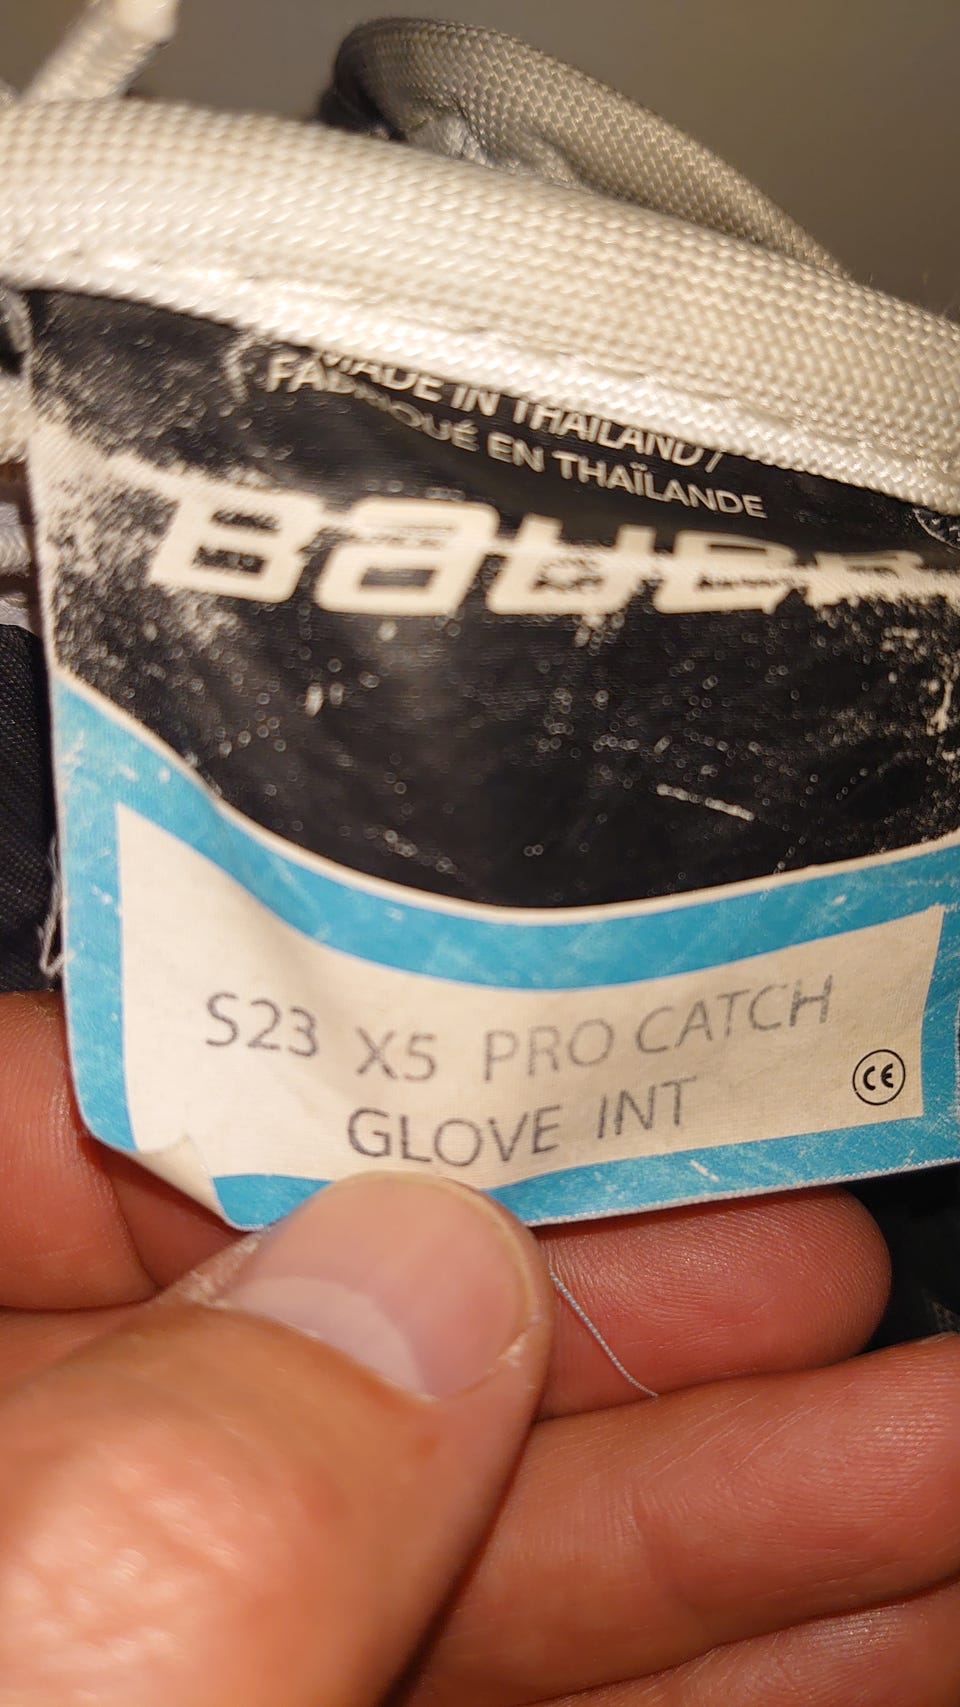 MADE IN THAILAND /
FABRIQUÉ EN THAÏLANDE
BAUER
S23 X5 PRO CATCH
GLOVE INT
CE